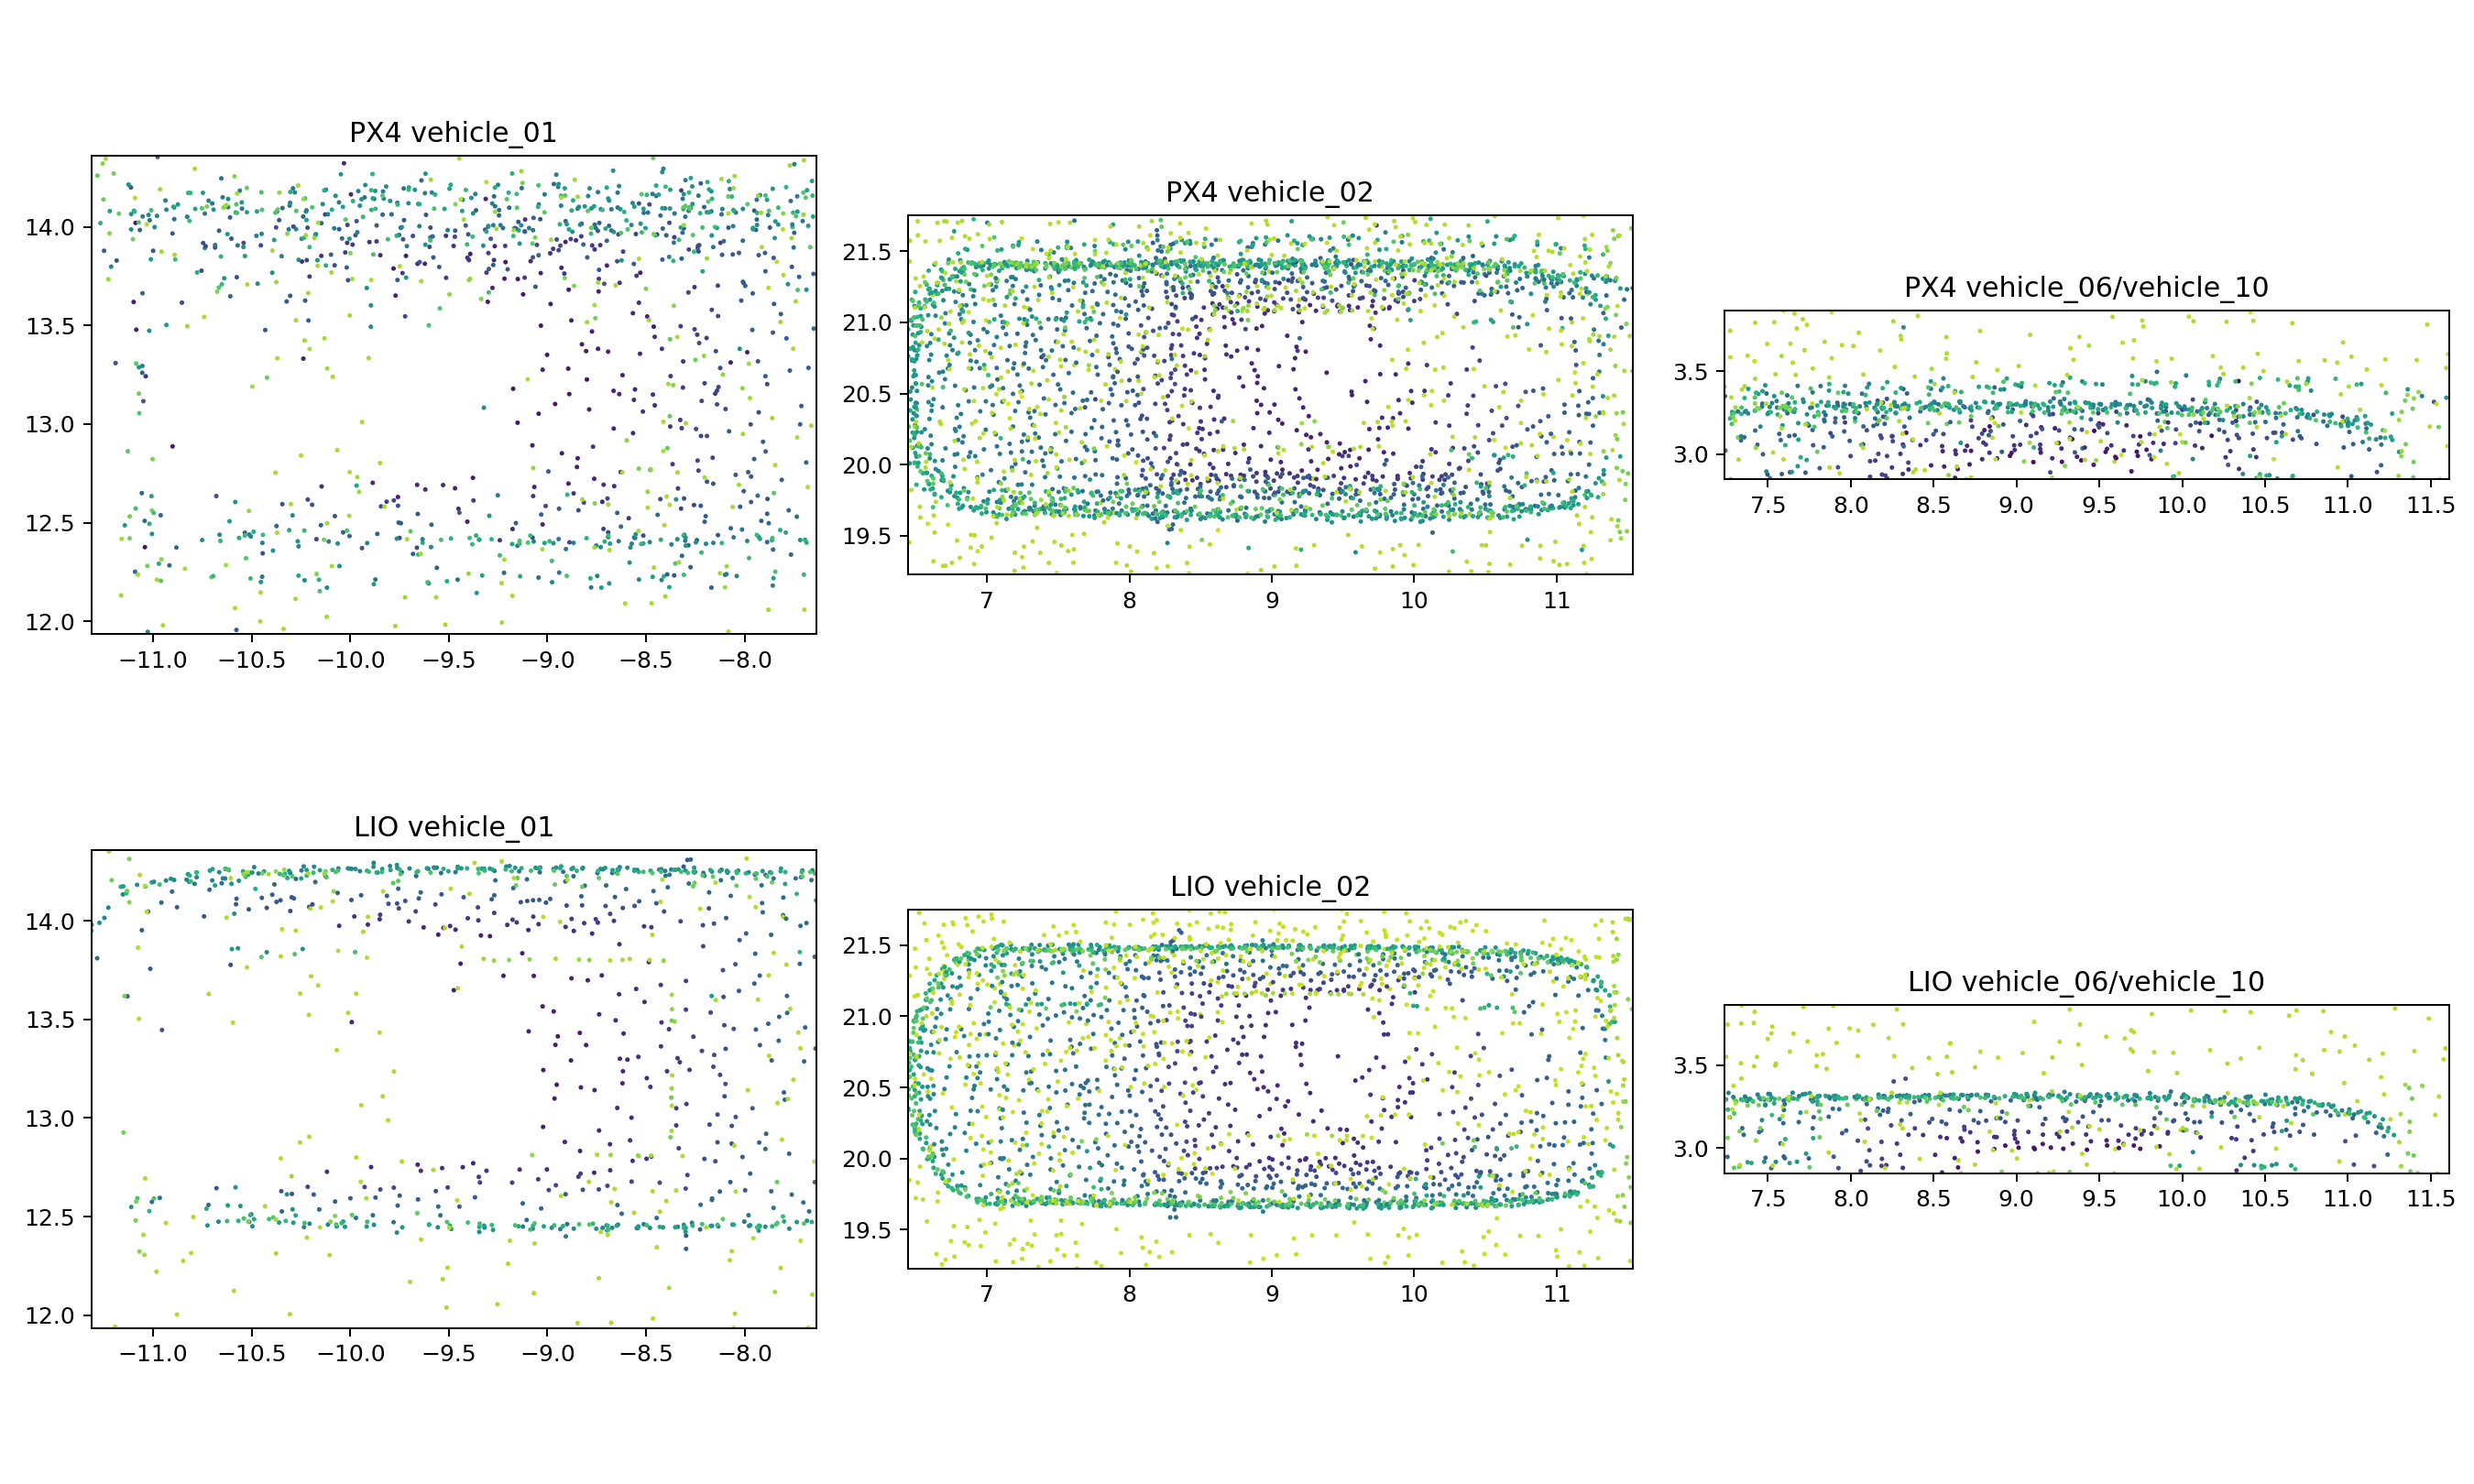 PX4 vehicle_01
14.0
13.5
13.0
12.5
12.0
−11.0 −10.5 −10.0 −9.5 −9.0 −8.5 −8.0
PX4 vehicle_02
21.5
21.0
20.5
20.0
19.5
7 8 9 10 11
PX4 vehicle_06/vehicle_10
3.5
3.0
7.5 8.0 8.5 9.0 9.5 10.0 10.5 11.0 11.5
LIO vehicle_01
14.0
13.5
13.0
12.5
12.0
−11.0 −10.5 −10.0 −9.5 −9.0 −8.5 −8.0
LIO vehicle_02
21.5
21.0
20.5
20.0
19.5
7 8 9 10 11
LIO vehicle_06/vehicle_10
3.5
3.0
7.5 8.0 8.5 9.0 9.5 10.0 10.5 11.0 11.5